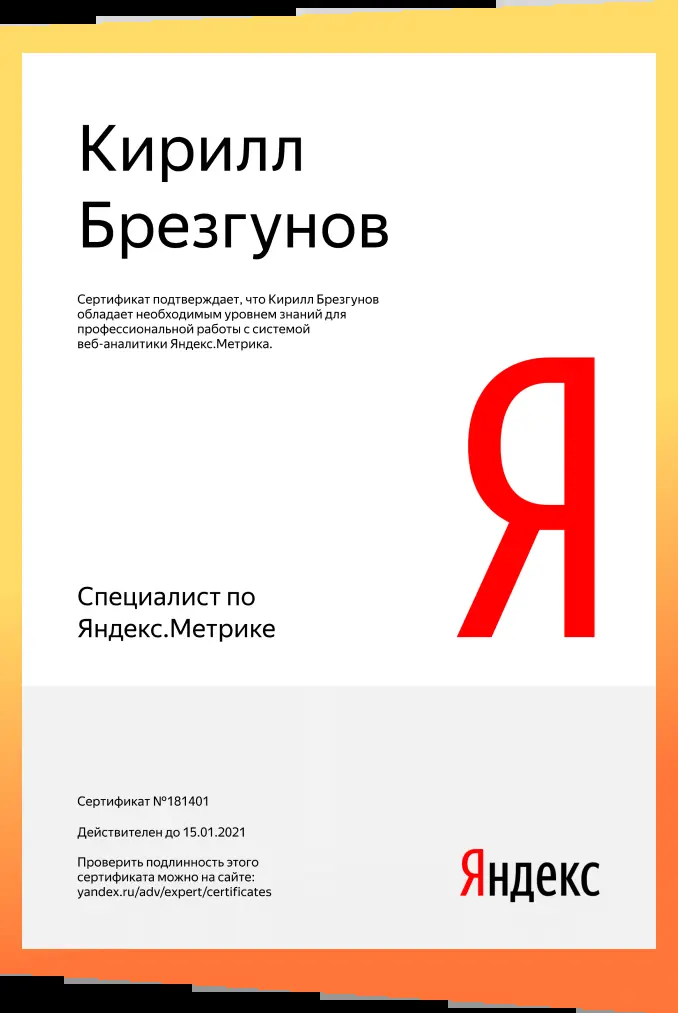 Кирилл
Брезгунов
Сертификат подтверждает, что Кирилл Брезгунов
обладает необходимым уровнем знаний для
профессиональной работы с системой
веб-аналитики Яндекс.Метрика.
Я
Специалист по
Яндекс.Метрике
Сертификат №181401
Действителен до 15.01.2021
Проверить подлинность этого
сертификата можно на сайте:
yandex.ru/adv/expert/certificates
Яндекс